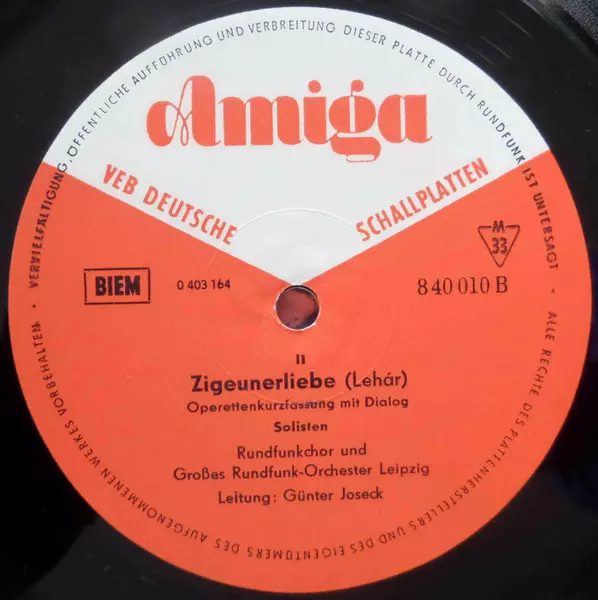 VERVIELFÄLTIGUNG, ÖFFENTLICHE AUFFÜHRUNG UND VERBREITUNG DIESER PLATTE DURCH RUNDFUNK IST UNTERSAGT •
Amiga
VEB DEUTSCHE SCHALLPLATTEN
BIEM
0 403 164
M
33
840 010 B
II
Zigeunerliebe (Lehár)
Operettenkurzfassung mit Dialog
Solisten
Rundfunkchor und
Großes Rundfunk-Orchester Leipzig
Leitung: Günter Joseck
ALLE RECHTE DES PLATTENHERSTELLERS UND DES EIGENTÜMERS DES AUFGENOMMENEN WERKES VORBEHALTEN •